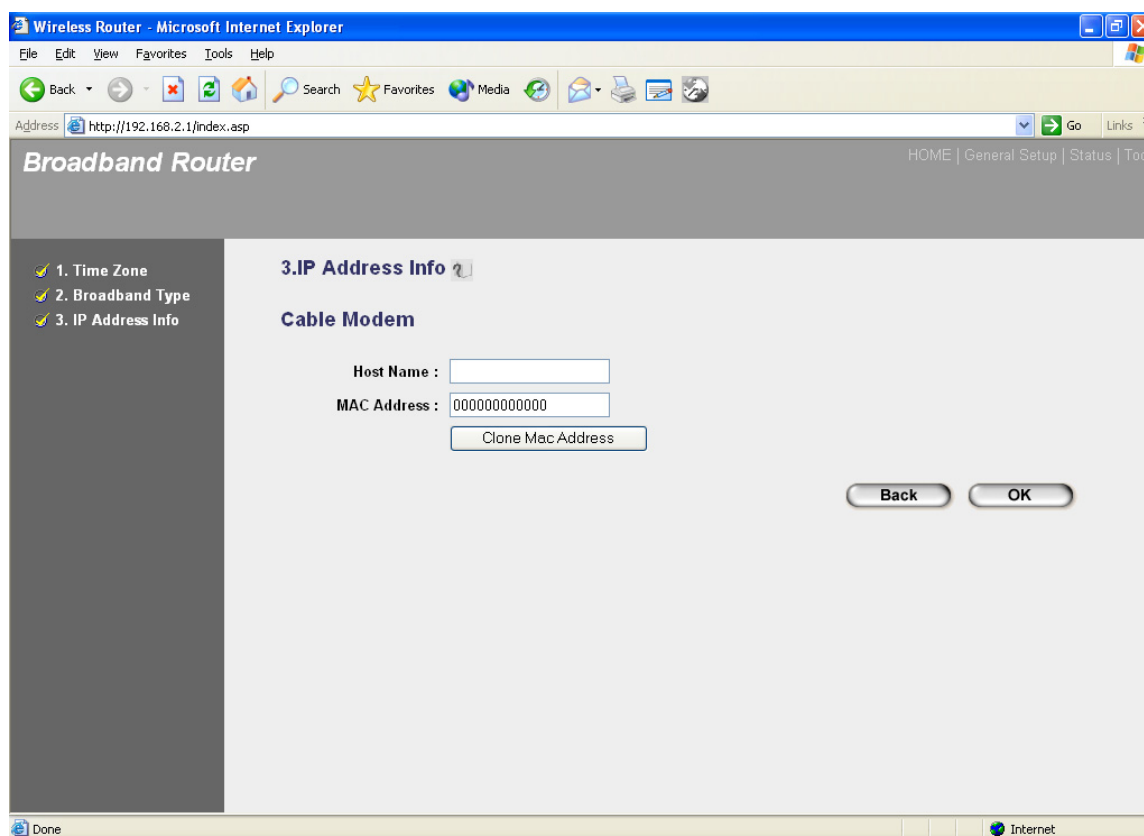 Wireless Router - Microsoft Internet Explorer
File Edit View Favorites Tools Help
Back Search Favorites Media
Address http://192.168.2.1/index.asp Go Links
Broadband Router
HOME | General Setup | Status |
1. Time Zone
2. Broadband Type
3. IP Address Info
3.IP Address Info
Cable Modem
Host Name :
MAC Address : 000000000000
Clone Mac Address
Back OK
Done Internet